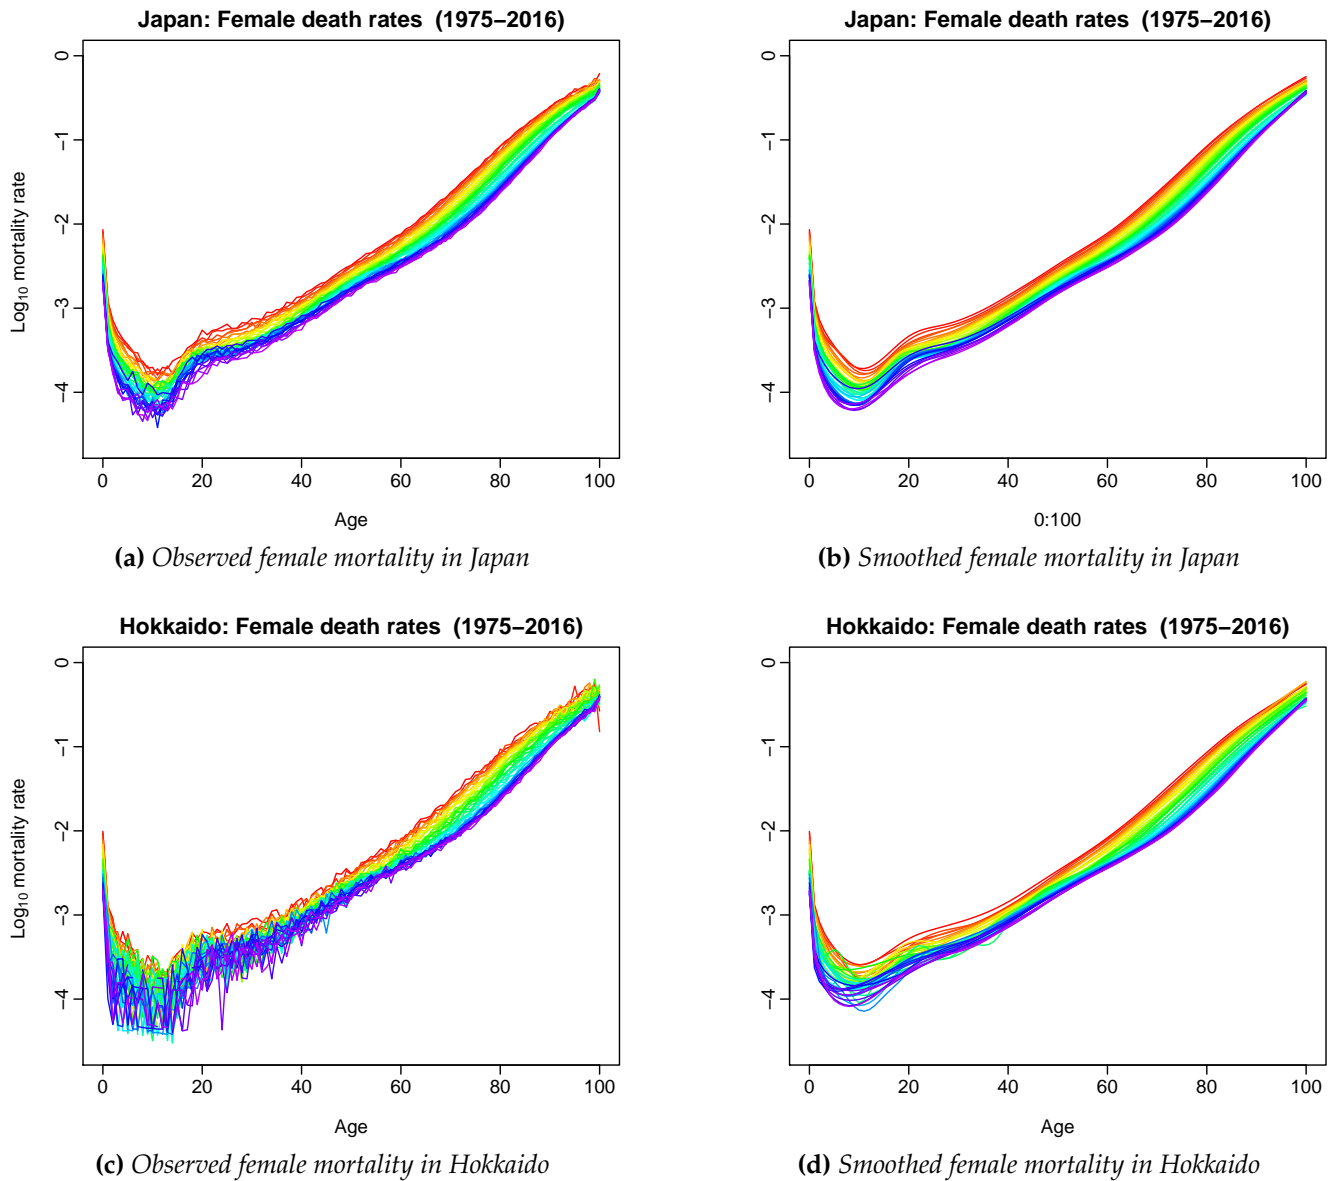 Japan: Female death rates (1975−2016)
Log10 mortality rate
0
−1
−2
−3
−4
0 20 40 60 80 100
Age
(a) Observed female mortality in Japan
Japan: Female death rates (1975−2016)
0
−1
−2
−3
−4
0 20 40 60 80 100
0:100
(b) Smoothed female mortality in Japan
Hokkaido: Female death rates (1975−2016)
Log10 mortality rate
0
−1
−2
−3
−4
0 20 40 60 80 100
Age
(c) Observed female mortality in Hokkaido
Hokkaido: Female death rates (1975−2016)
0
−1
−2
−3
−4
0 20 40 60 80 100
Age
(d) Smoothed female mortality in Hokkaido